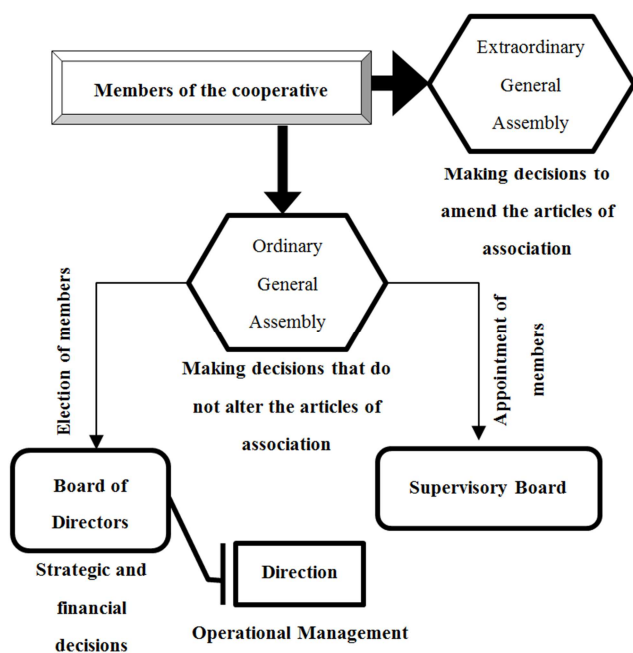 Members of the cooperative
Extraordinary
General
Assembly
Making decisions to
amend the articles of
association
Ordinary
General
Assembly
Making decisions that do
not alter the articles of
association
Election of members
Appointment of
members
Board of
Directors
Strategic and
financial
decisions
Supervisory Board
Direction
Operational Management